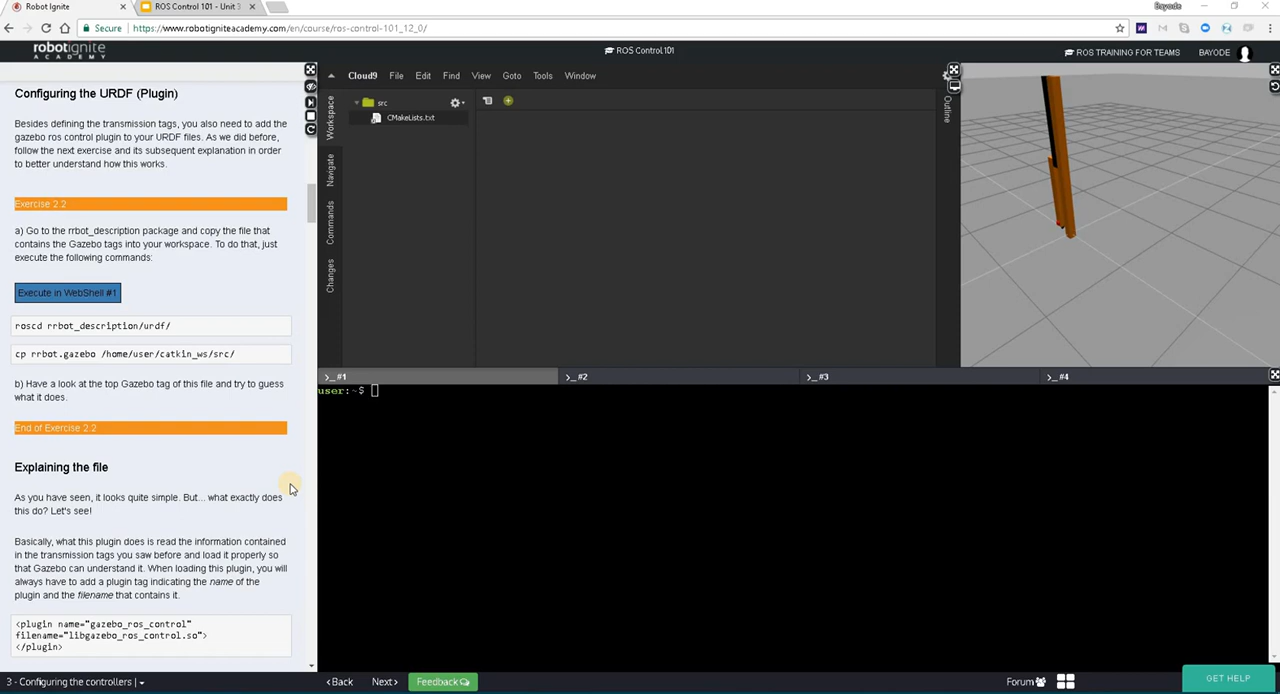 Robot Ignite
ROS Control 101 - Unit 3
Bayode
Secure
https://www.robotigniteacademy.com/en/course/ros-control-101_12_0/
robotignite
ACADEMY
ROS Control 101
ROS TRAINING FOR TEAMS
BAYODE
Configuring the URDF (Plugin)
Besides defining the transmission tags, you also need to add the
gazebo ros control plugin to your URDF files. As we did before,
follow the next exercise and its subsequent explanation in order
to better understand how this works.
Exercise 2.2
a) Go to the rrbot_description package and copy the file that
contains the Gazebo tags into your workspace. To do that, just
execute the following commands:
Execute in WebShell #1
roscd rrbot_description/urdf/
cp rrbot.gazebo /home/user/catkin_ws/src/
b) Have a look at the top Gazebo tag of this file and try to guess
what it does.
End of Exercise 2.2
Explaining the file
As you have seen, it looks quite simple. But... what exactly does
this do? Let's see!
Basically, what this plugin does is read the information contained
in the transmission tags you saw before and load it properly so
that Gazebo can understand it. When loading this plugin, you will
always have to add a plugin tag indicating the name of the
plugin and the filename that contains it.
<plugin name="gazebo_ros_control"
filename="libgazebo_ros_control.so">
</plugin>
Cloud9 File Edit Find View Goto Tools Window
Workspace
Navigate
Commands
Changes
src
CMakeLists.txt
Outline
>_ #1
>_ #2
>_ #3
>_ #4
user:~$
3 - Configuring the controllers |
<Back
Next>
Feedback
Forum
GET HELP